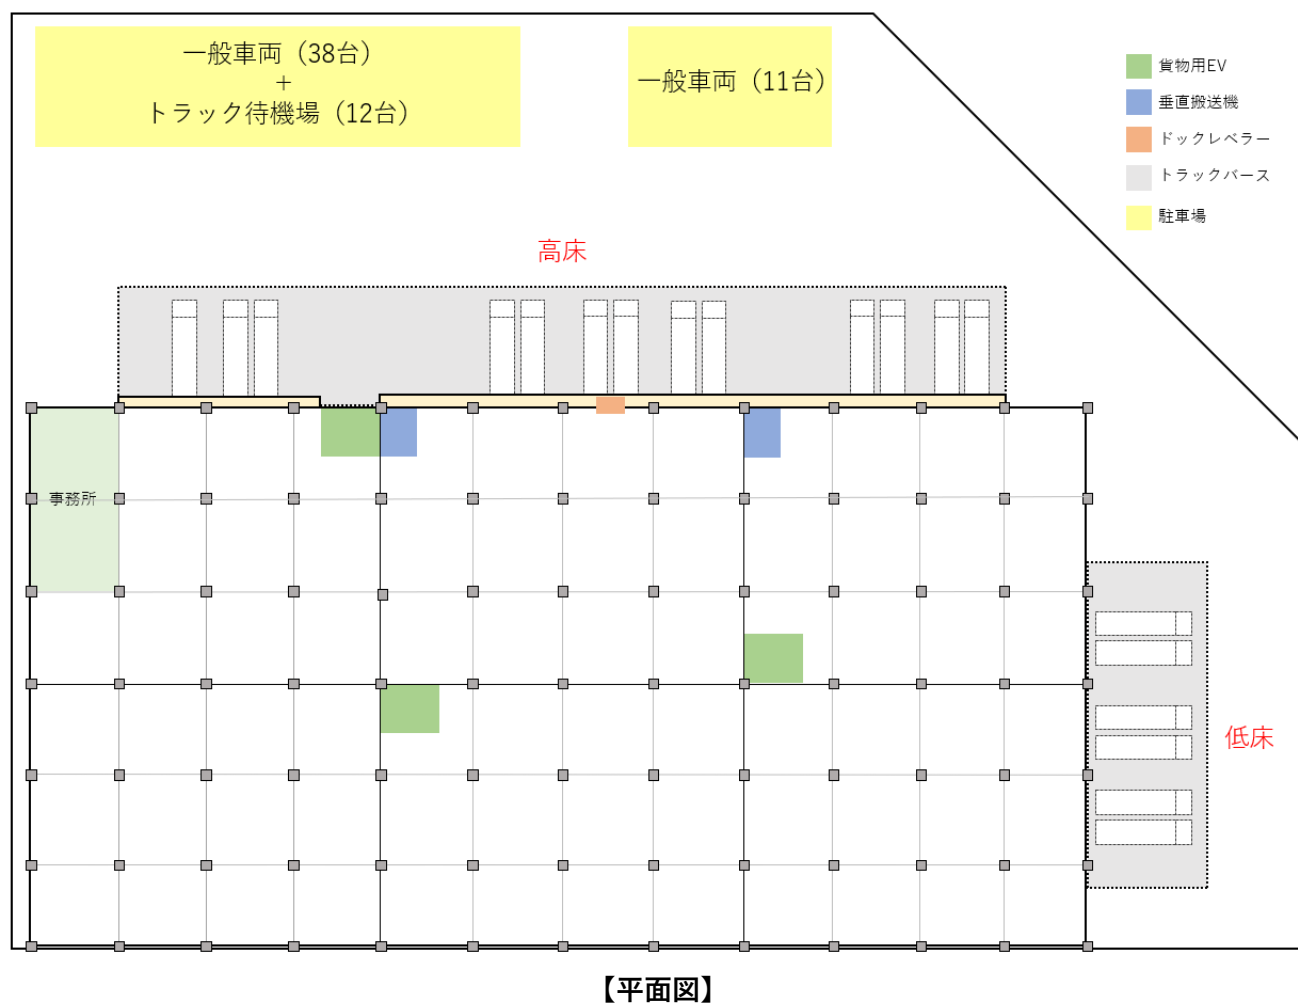 一般車両（38台）
＋
トラック待機場（12台）
一般車両（11台）
貨物用EV
垂直搬送機
ドックレベラー
トラックバース
駐車場
高床
事務所
低床
【平面図】